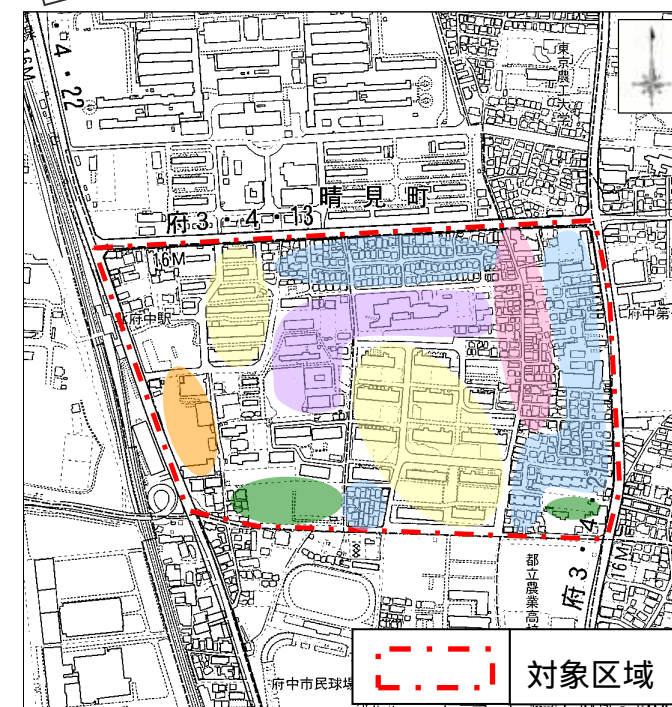 ・4・22
16M
東京農工大学
晴見町
府3・4・13
16M
府中駅
府中第
都立農業高校
府3・4・2
16M
府中市民球場
対象区域